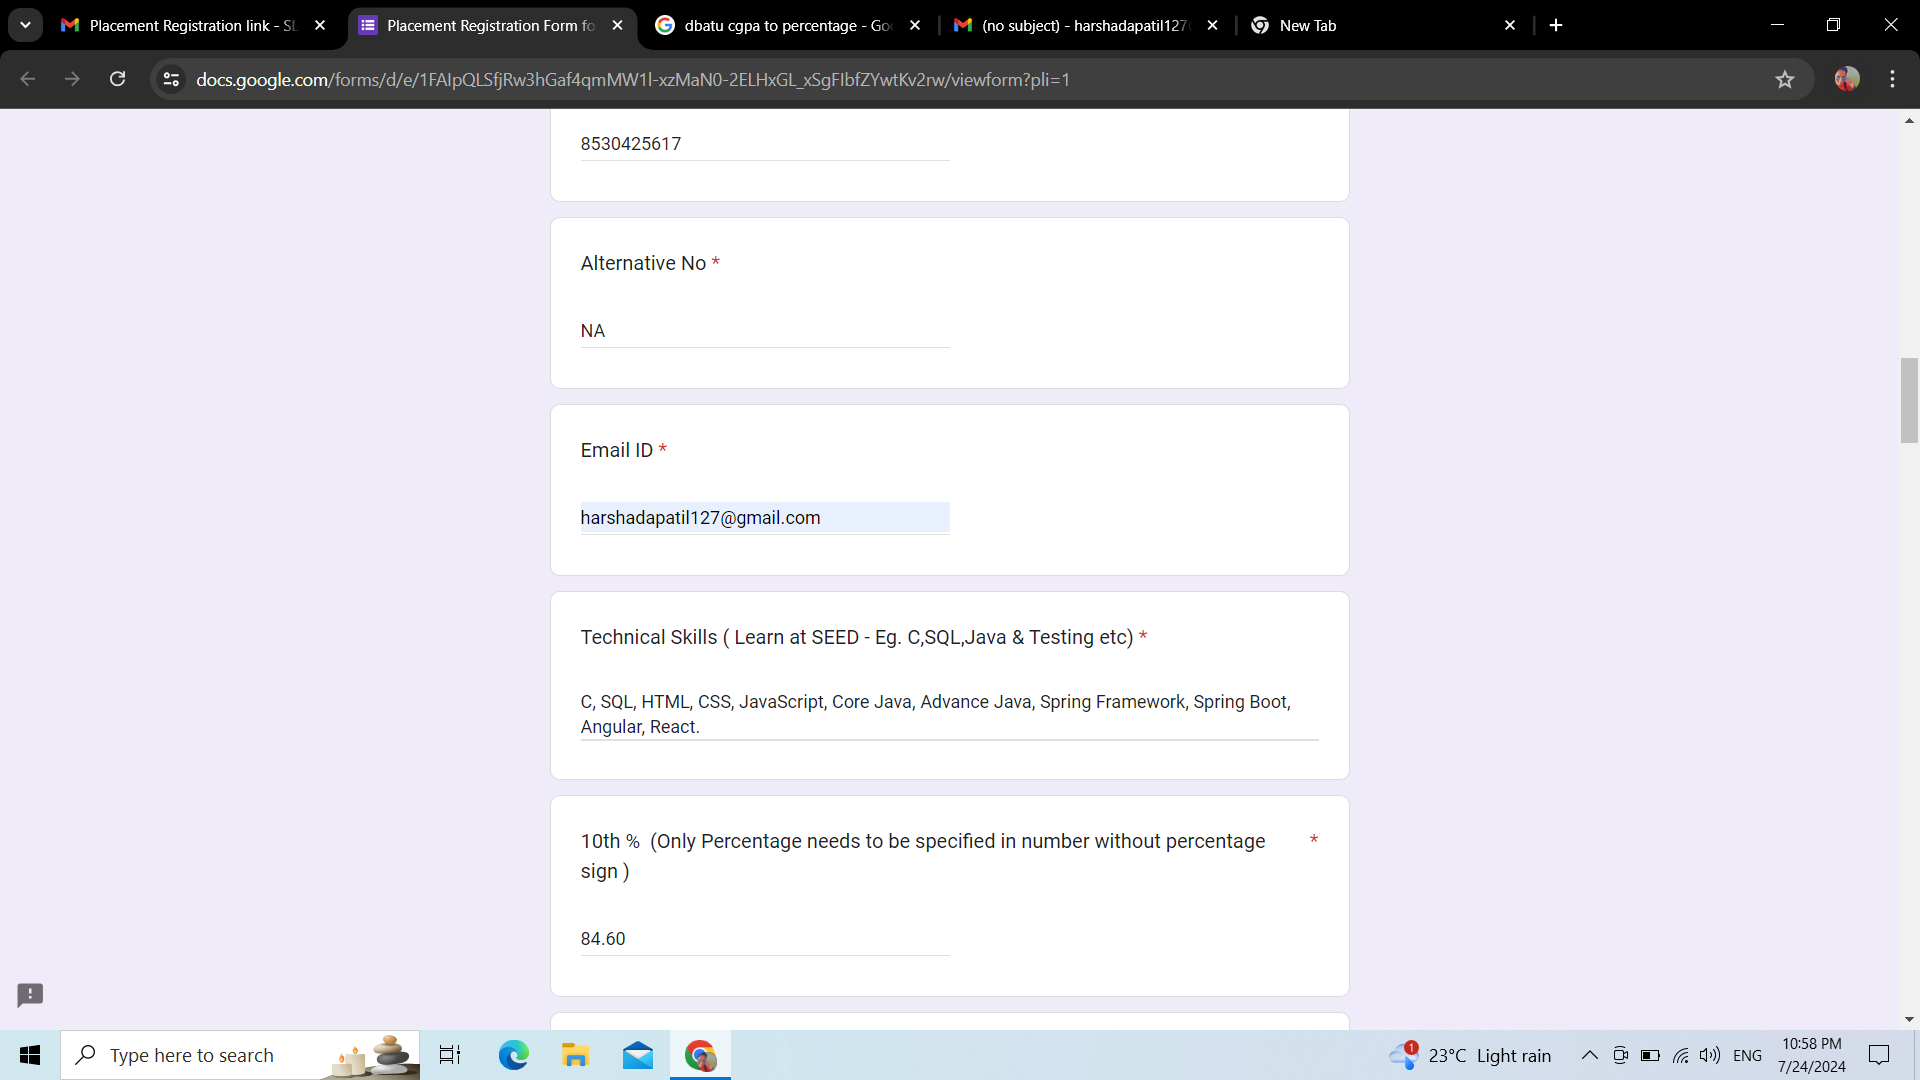 Placement Registration link - SL
Placement Registration Form fo
dbatu cgpa to percentage - Goo
(no subject) - harshadapatil127
New Tab
docs.google.com/forms/d/e/1FAIpQLSfjRw3hGaf4qmMW1l-xzMaN0-2ELHxGL_xSgFIbfZYwtKv2rw/viewform?pli=1
8530425617
Alternative No *
NA
Email ID *
harshadapatil127@gmail.com
Technical Skills ( Learn at SEED - Eg. C,SQL,Java & Testing etc) *
C, SQL, HTML, CSS, JavaScript, Core Java, Advance Java, Spring Framework, Spring Boot,
Angular, React.
10th %  (Only Percentage needs to be specified in number without percentage *
sign )
84.60
Type here to search
1
23°C Light rain
ENG
10:58 PM
7/24/2024